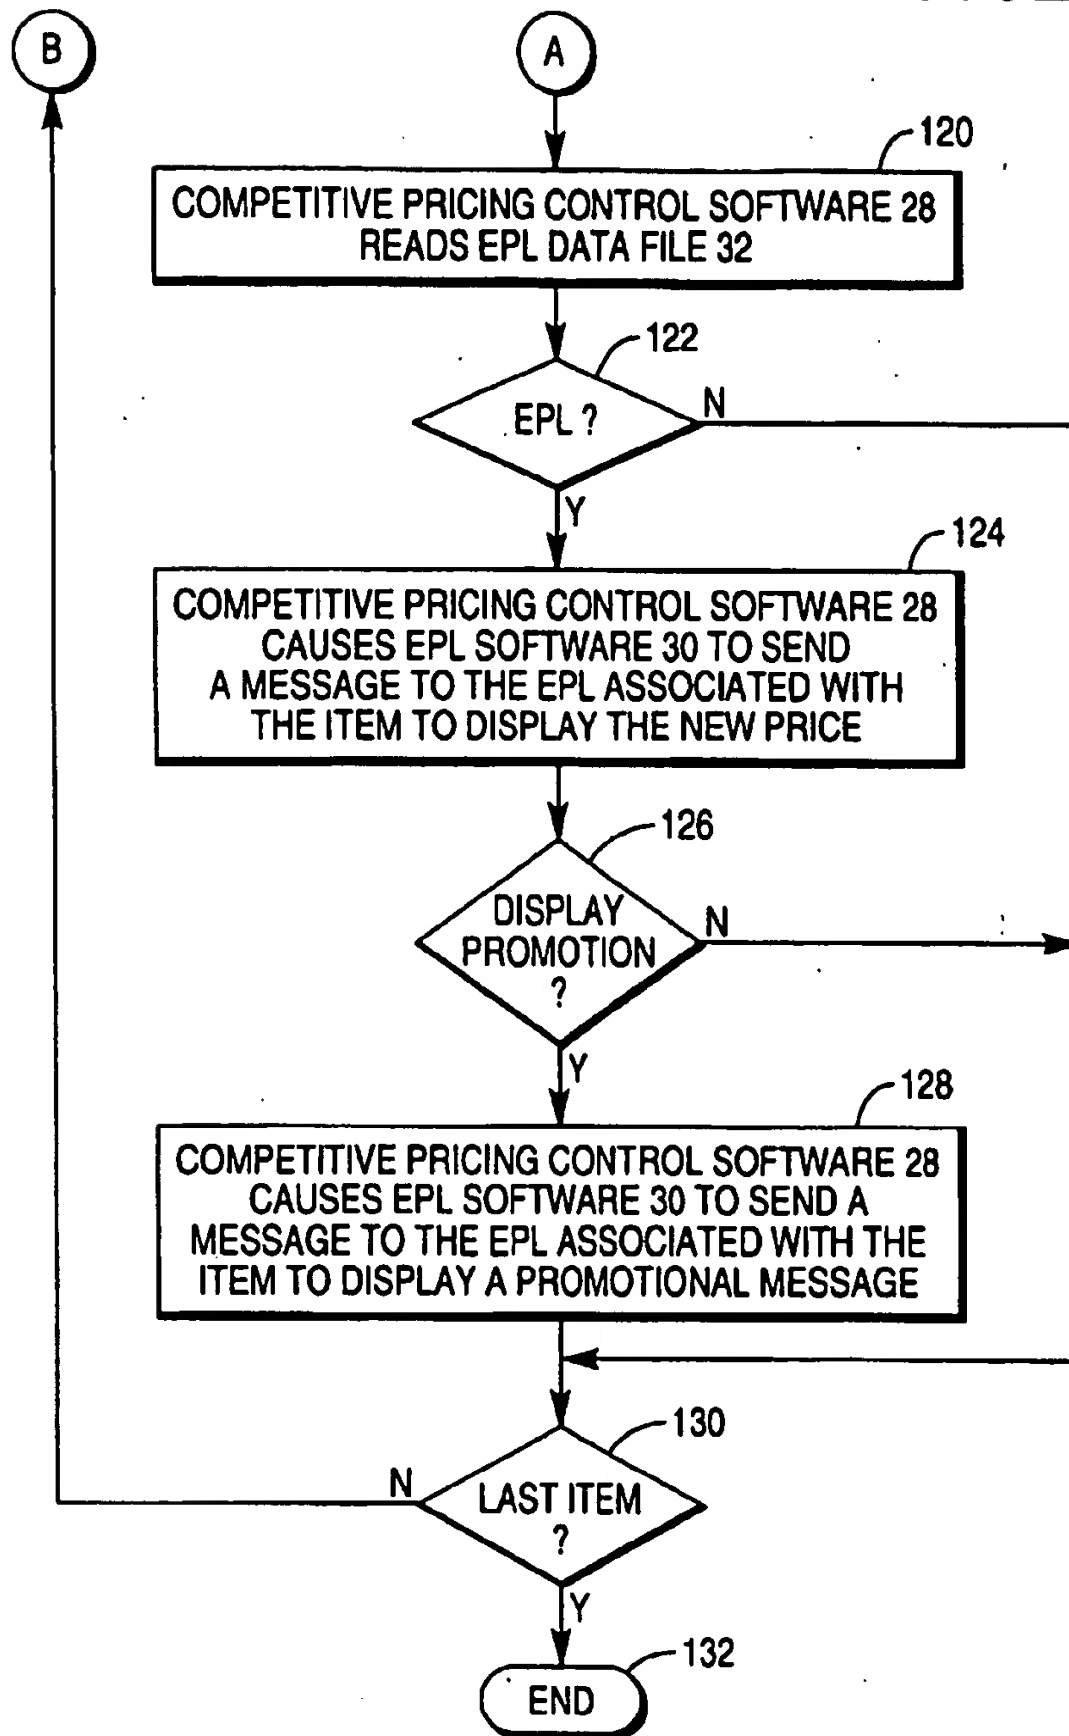 B
A
120
COMPETITIVE PRICING CONTROL SOFTWARE 28
READS EPL DATA FILE 32
122
EPL ?
N
Y
124
COMPETITIVE PRICING CONTROL SOFTWARE 28
CAUSES EPL SOFTWARE 30 TO SEND
A MESSAGE TO THE EPL ASSOCIATED WITH
THE ITEM TO DISPLAY THE NEW PRICE
126
DISPLAY
PROMOTION
?
N
Y
128
COMPETITIVE PRICING CONTROL SOFTWARE 28
CAUSES EPL SOFTWARE 30 TO SEND A
MESSAGE TO THE EPL ASSOCIATED WITH THE
ITEM TO DISPLAY A PROMOTIONAL MESSAGE
130
N
LAST ITEM
?
Y
132
END